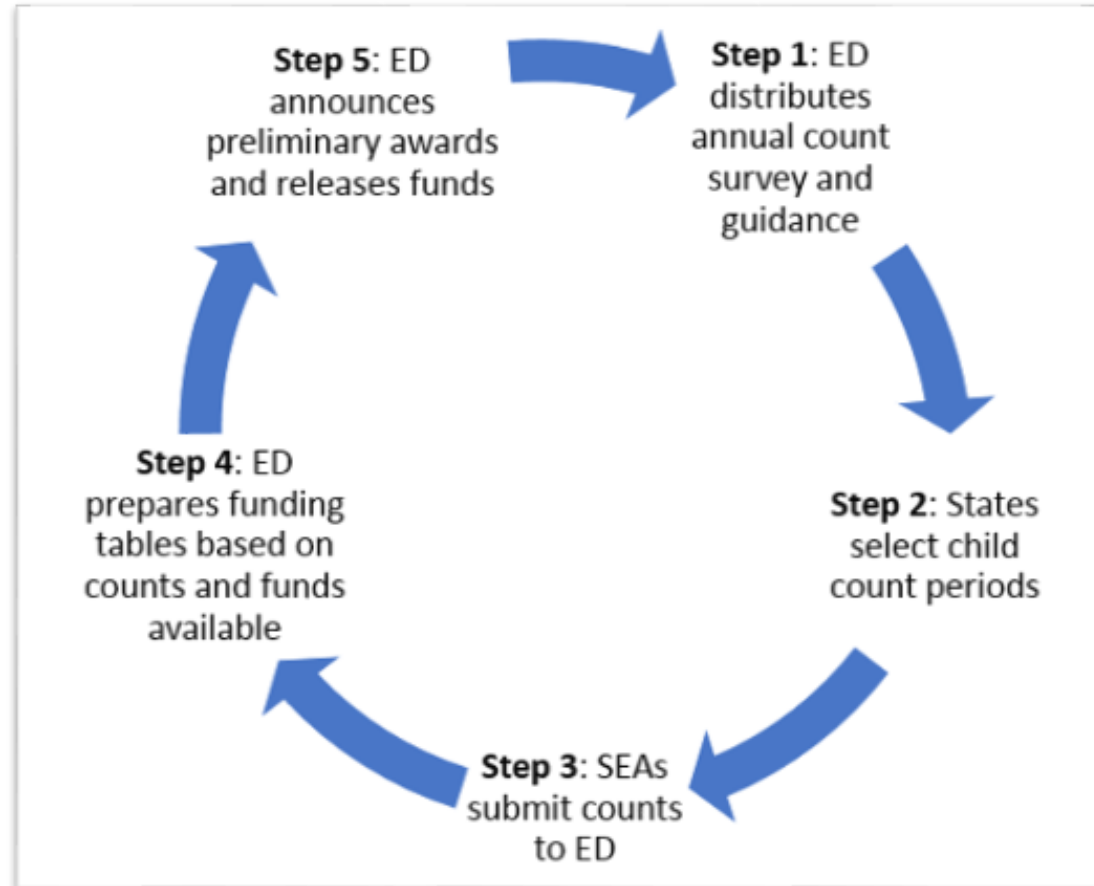 Step 1: ED
distributes
annual count
survey and
guidance
Step 2: States
select child
count periods
Step 3: SEAs
submit counts
to ED
Step 4: ED
prepares funding
tables based on
counts and funds
available
Step 5: ED
announces
preliminary awards
and releases funds